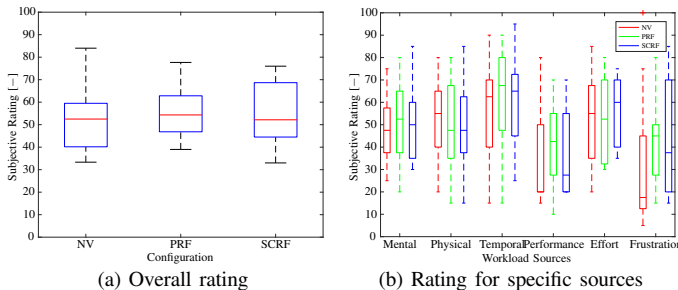 100
90
80
70
60
50
40
30
20
10
0
Subjective Rating [−]
NV PRF SCRF
Configuration
(a) Overall rating
100
90
80
70
60
50
40
30
20
10
0
Subjective Rating [−]
NV
PRF
SCRF
Mental Physical Temporal Performance Effort Frustration
Workload Sources
(b) Rating for specific sources